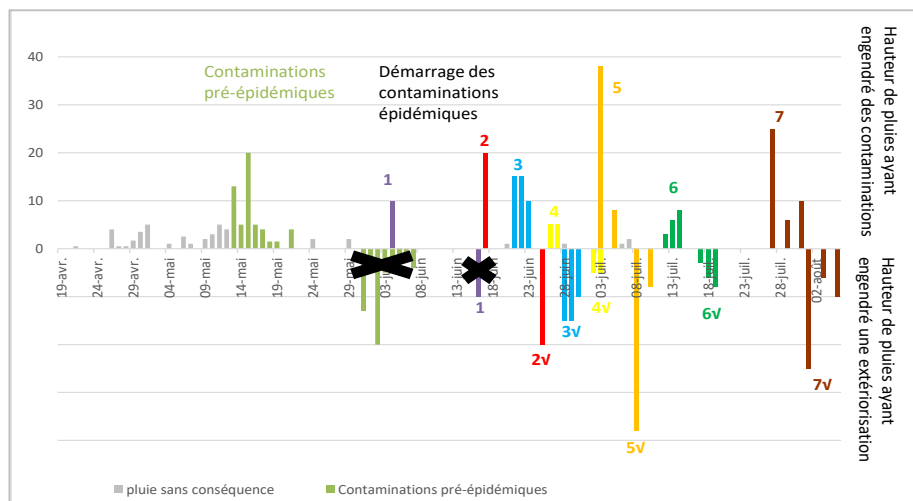 Hauteur de pluies ayant
engendré des contaminations
Hauteur de pluies ayant
engendré une extériorisation
40
30
20
10
0
Contaminations
pré-épidémiques
Démarrage des
contaminations
épidémiques
1
2
3
4
5
6
7
19-avr.
24-avr.
29-avr.
04-mai
09-mai
14-mai
19-mai
24-mai
29-mai
03-juin
08-juin
13-juin
18-juin
23-juin
28-juin
03-juil.
08-juil.
13-juil.
18-juil.
23-juil.
28-juil.
02-août
1
2√
3√
4√
5√
6√
7√
pluie sans conséquence
Contaminations pré-épidémiques